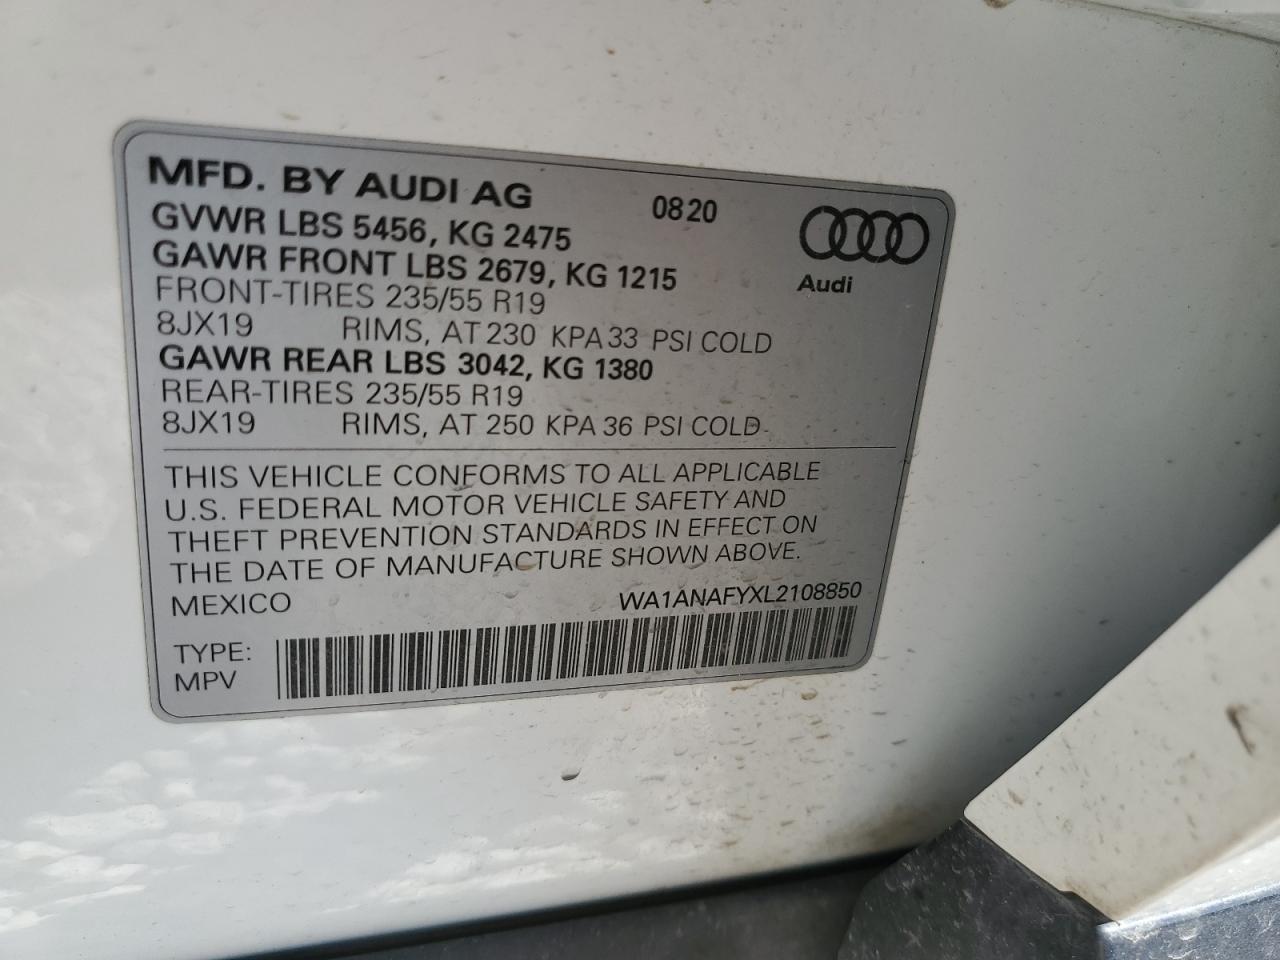 MFD. BY AUDI AG 0820
GVWR LBS 5456, KG 2475
GAWR FRONT LBS 2679, KG 1215
Audi
FRONT-TIRES 235/55 R19
8JX19 RIMS, AT 230 KPA 33 PSI COLD
GAWR REAR LBS 3042, KG 1380
REAR-TIRES 235/55 R19
8JX19 RIMS, AT 250 KPA 36 PSI COLD
THIS VEHICLE CONFORMS TO ALL APPLICABLE
U.S. FEDERAL MOTOR VEHICLE SAFETY AND
THEFT PREVENTION STANDARDS IN EFFECT ON
THE DATE OF MANUFACTURE SHOWN ABOVE.
MEXICO WA1ANAFYXL2108850
TYPE:
MPV